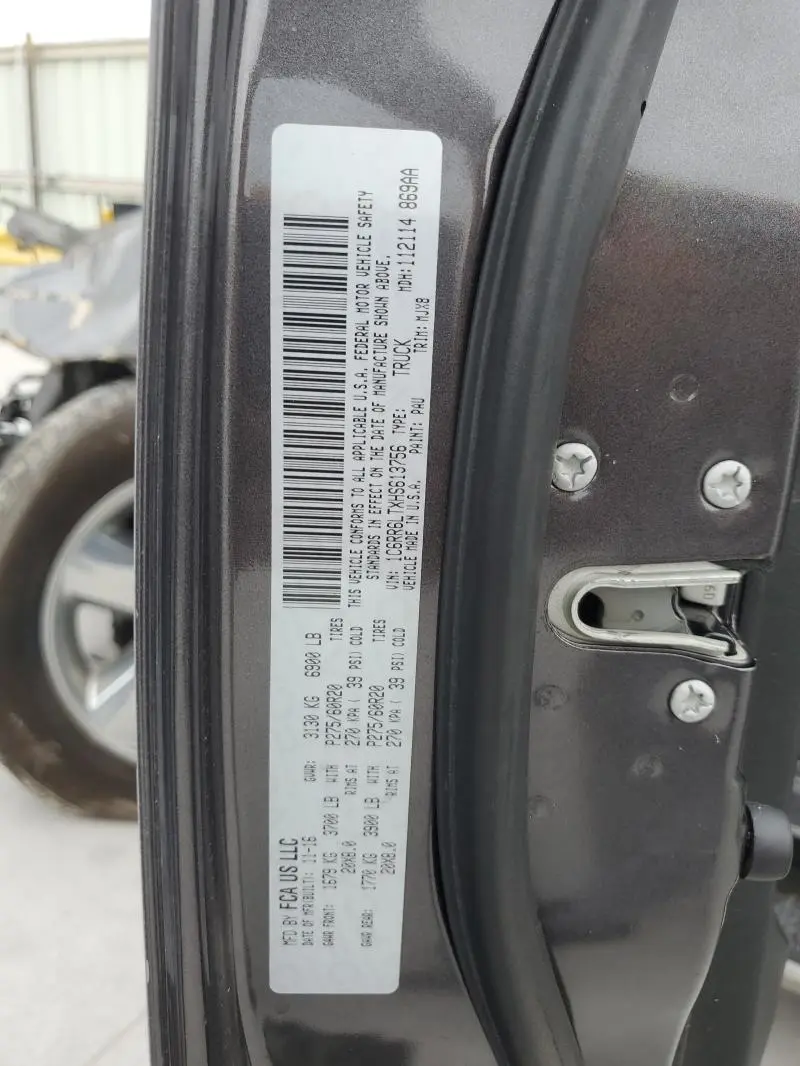 MFD BY FCA US LLC
DATE OF MFR(BUILT): 11-16 GVWR: 3130 KG 6900 LB
GAWR FRONT: 1679 KG 3700 LB WITH P275/60R20 TIRES
20X8.0 RIMS AT 270 KPA ( 39 PSI) COLD
GAWR REAR: 1770 KG 3900 LB WITH P275/60R20 TIRES
20X8.0 RIMS AT 270 KPA ( 39 PSI) COLD
THIS VEHICLE CONFORMS TO ALL APPLICABLE U.S.A. FEDERAL MOTOR VEHICLE SAFETY
STANDARDS IN EFFECT ON THE DATE OF MANUFACTURE SHOWN ABOVE.
VIN: 1C6RR6LTXHS613756 TYPE: TRUCK MDH:112114 869AA
VEHICLE MADE IN U.S.A. PAINT: PAU TRIM: MJX8